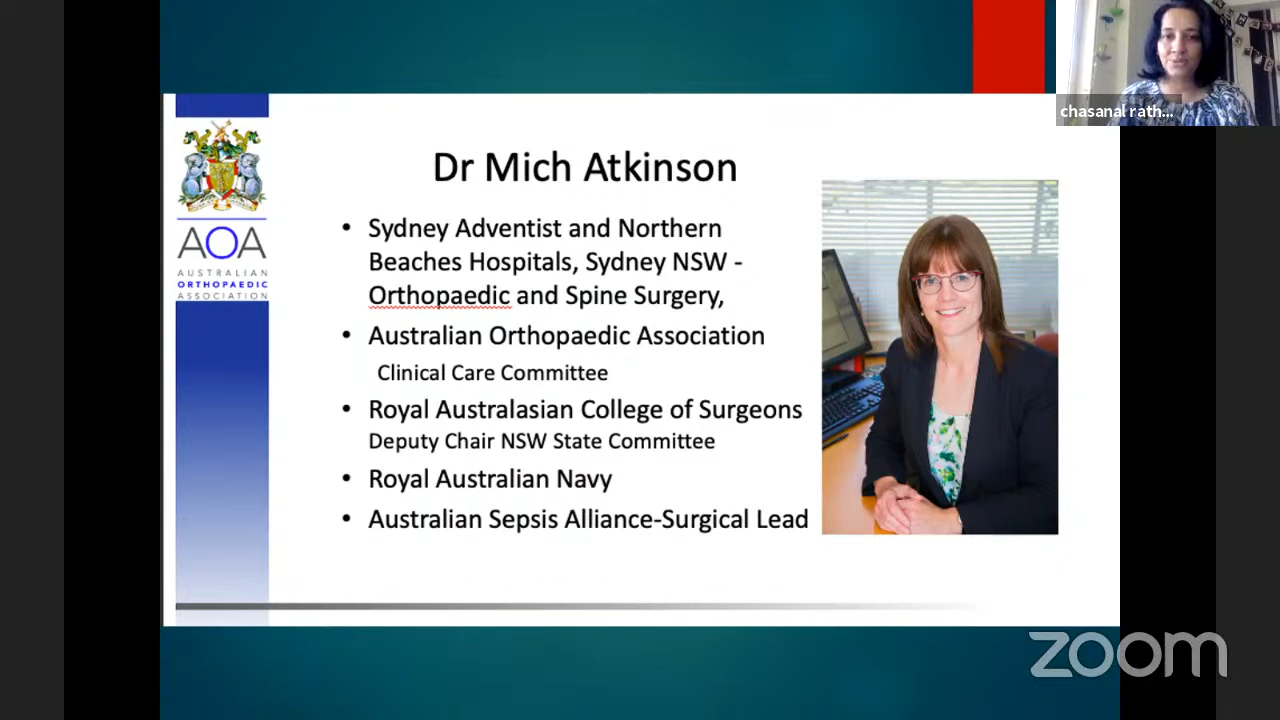 chasanal rath...
AOA
AUSTRALIAN
ORTHOPAEDIC
ASSOCIATION
Dr Mich Atkinson
• Sydney Adventist and Northern
Beaches Hospitals, Sydney NSW -
Orthopaedic and Spine Surgery,
• Australian Orthopaedic Association
Clinical Care Committee
• Royal Australasian College of Surgeons
Deputy Chair NSW State Committee
• Royal Australian Navy
• Australian Sepsis Alliance-Surgical Lead
zoom